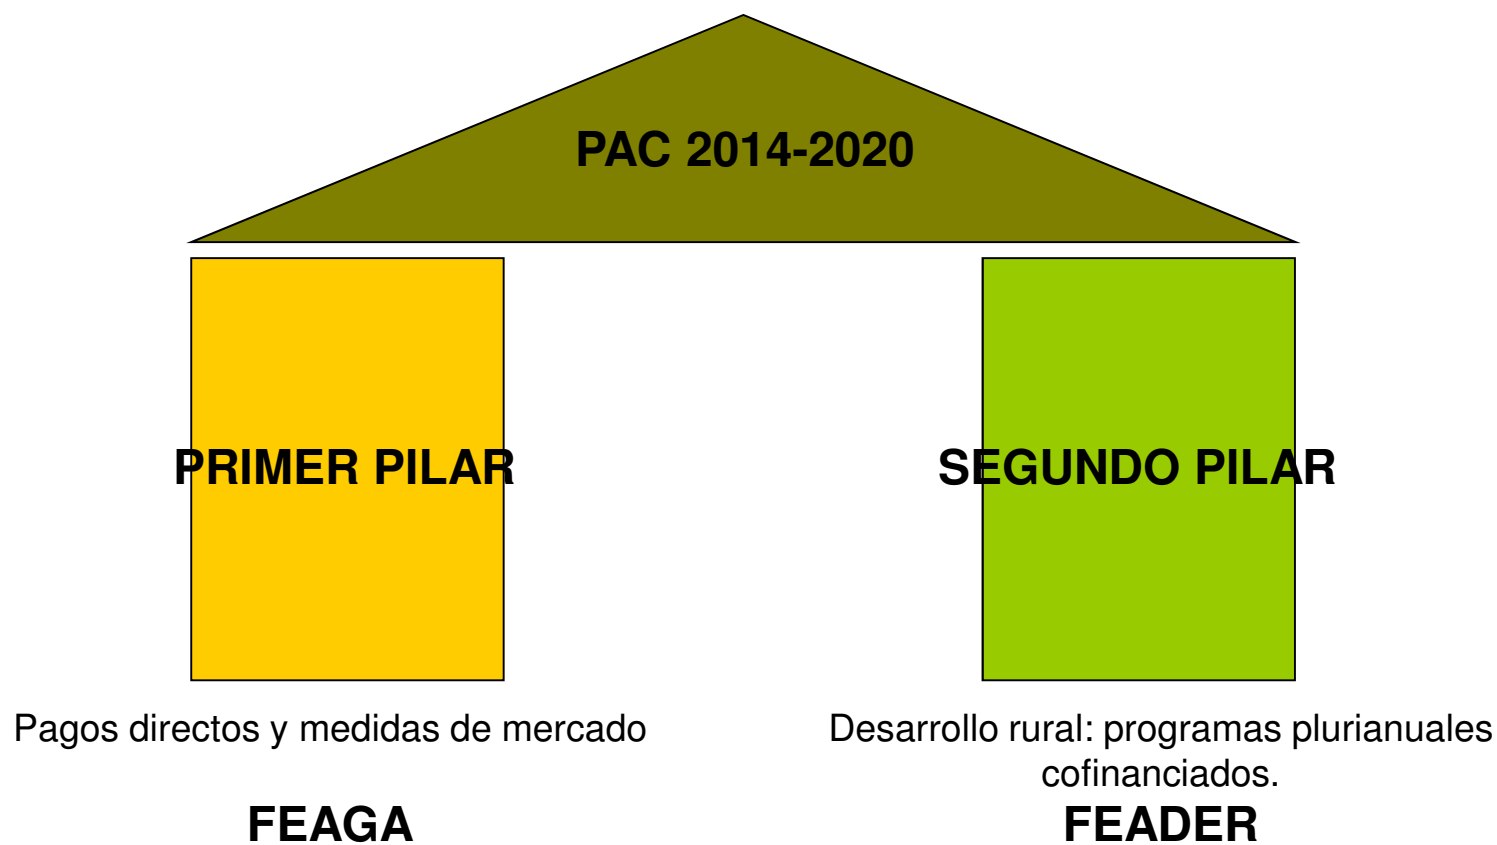 PAC 2014-2020
PRIMER PILAR
SEGUNDO PILAR
Pagos directos y medidas de mercado
FEAGA
Desarrollo rural: programas plurianuales
cofinanciados.
FEADER